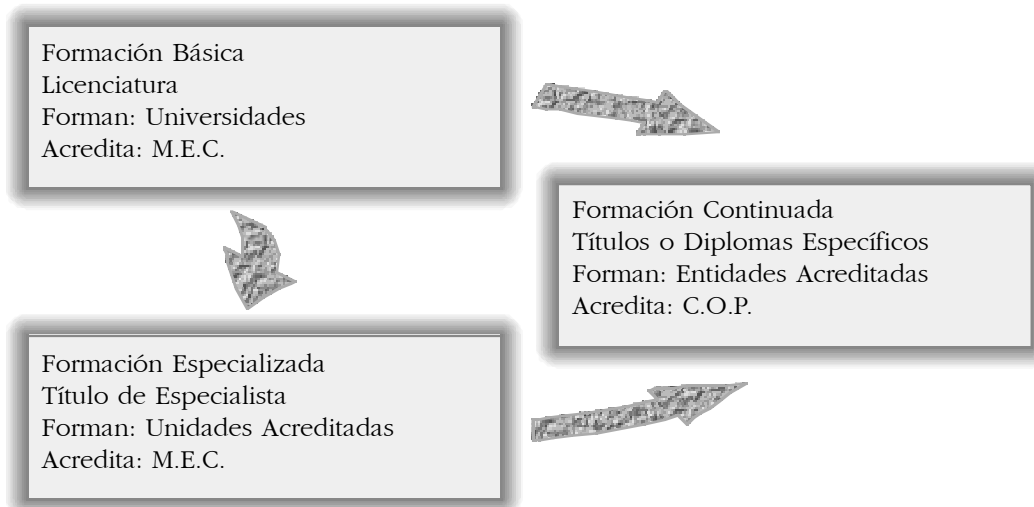 Formación Básica
Licenciatura
Forman: Universidades
Acredita: M.E.C.
Formación Continuada
Títulos o Diplomas Específicos
Forman: Entidades Acreditadas
Acredita: C.O.P.
Formación Especializada
Título de Especialista
Forman: Unidades Acreditadas
Acredita: M.E.C.